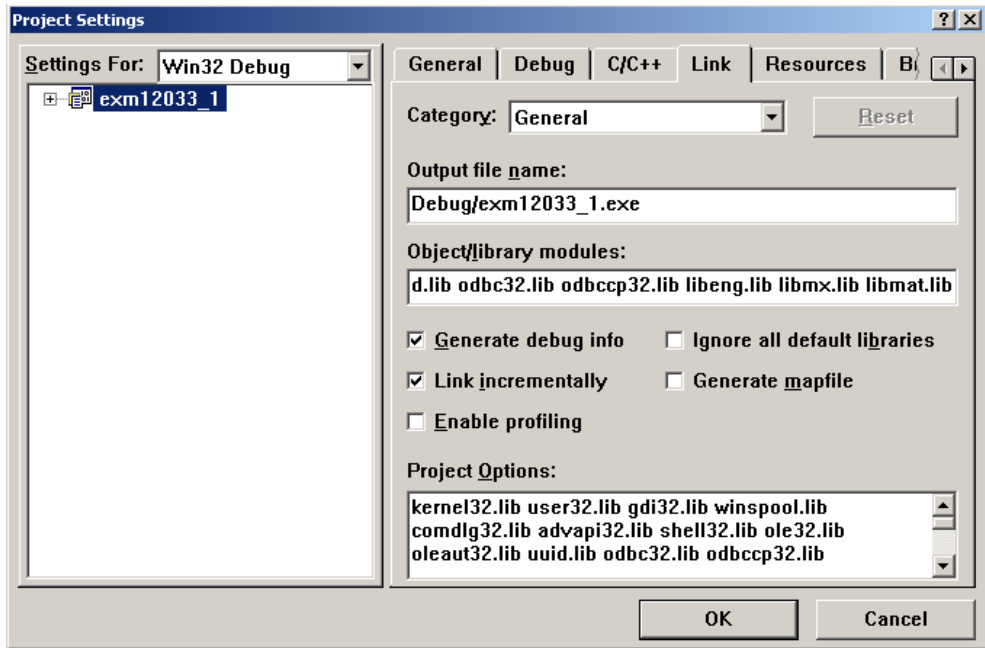 Project Settings
Settings For: Win32 Debug
exm12033_1
General Debug C/C++ Link Resources
Category: General
Reset
Output file name:
Debug/exm12033_1.exe
Object/library modules:
d.lib odbc32.lib odbccp32.lib libeng.lib libmx.lib libmat.lib
Generate debug info Ignore all default libraries
Link incrementally Generate mapfile
Enable profiling
Project Options:
kernel32.lib user32.lib gdi32.lib winspool.lib
comdlg32.lib advapi32.lib shell32.lib ole32.lib
oleaut32.lib uuid.lib odbc32.lib odbccp32.lib
OK Cancel